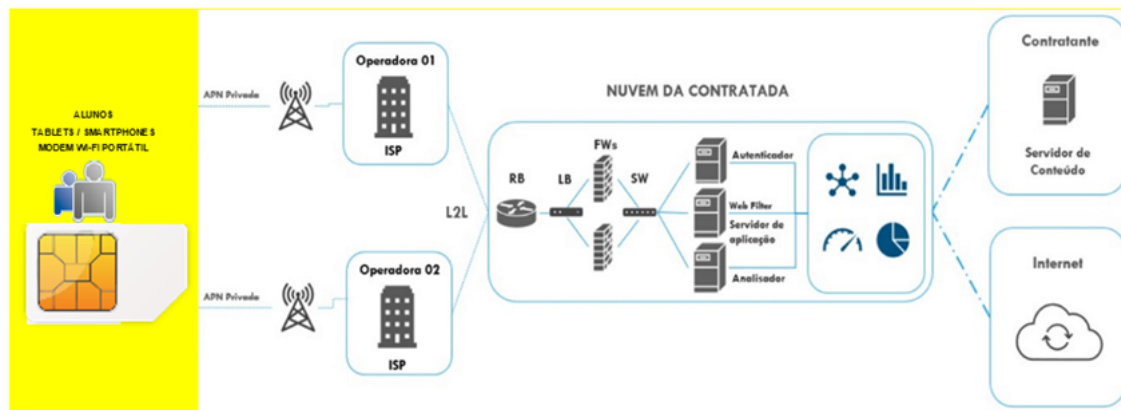 ALUNOS
TABLETS / SMARTPHONES
MODEM WI-FI PORTÁTIL
APN Privada
Operadora 01
ISP
APN Privada
Operadora 02
ISP
L2L
NUVEM DA CONTRATADA
RB
LB
FWs
SW
Autenticador
Web Filter
Servidor de
aplicação
Analisador
Contratante
Servidor de
Conteúdo
Internet